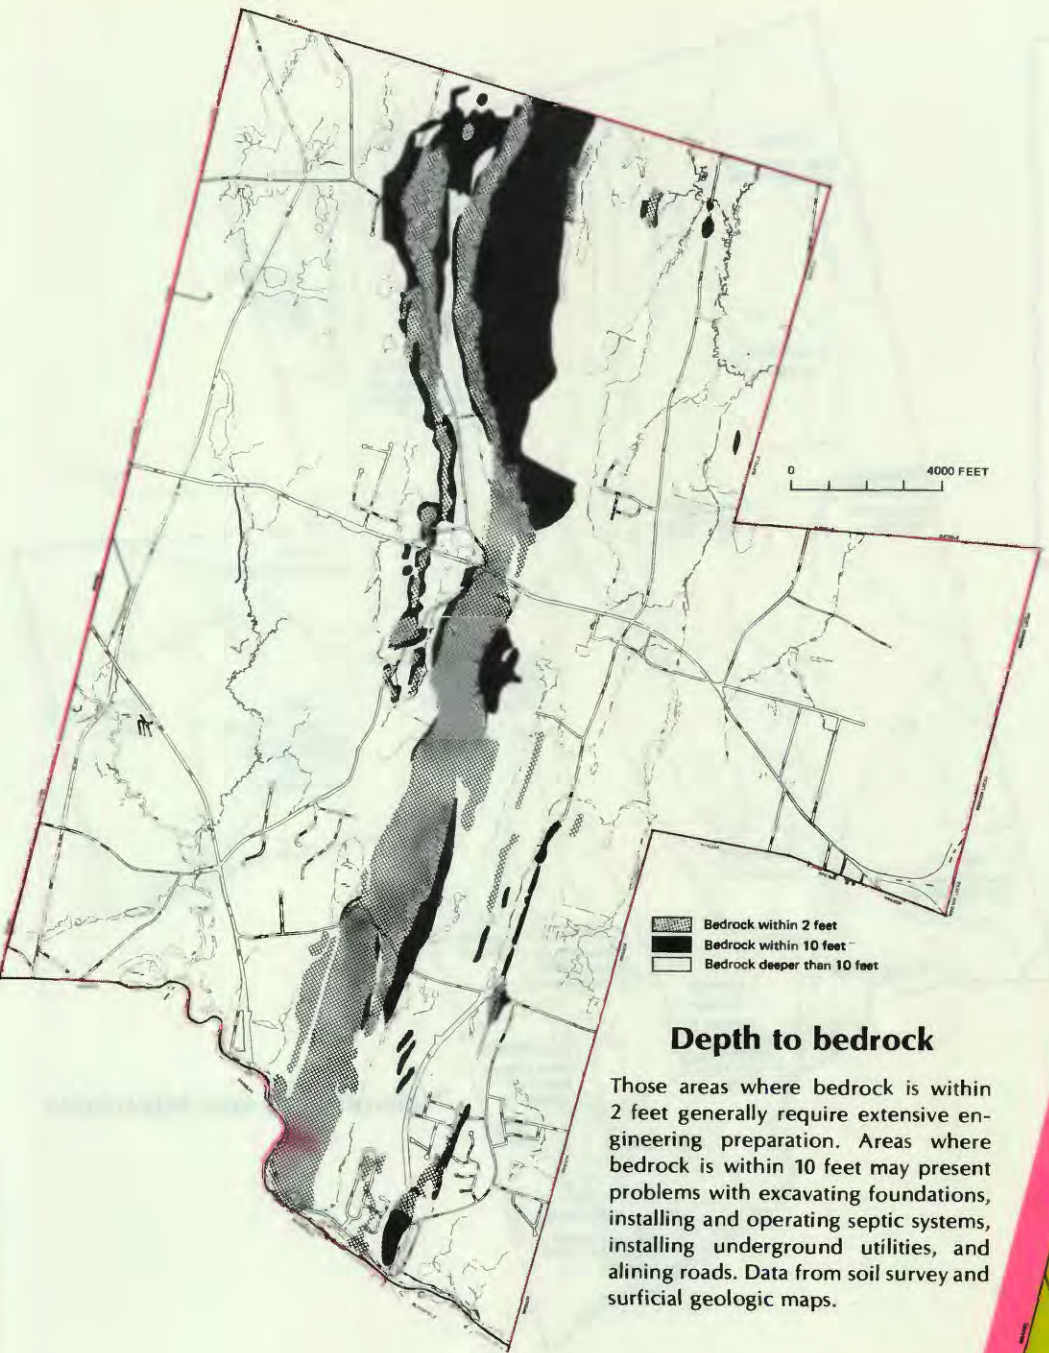 0 4000 FEET
Bedrock within 2 feet
Bedrock within 10 feet
Bedrock deeper than 10 feet
Depth to bedrock
Those areas where bedrock is within
2 feet generally require extensive en-
gineering preparation. Areas where
bedrock is within 10 feet may present
problems with excavating foundations,
installing and operating septic systems,
installing underground utilities, and
alining roads. Data from soil survey and
surficial geologic maps.